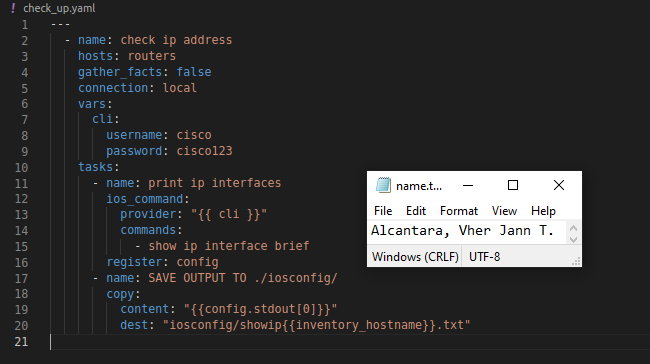 ! check_up.yaml
1 ---
2 - name: check ip address
3 hosts: routers
4 gather_facts: false
5 connection: local
6 vars:
7 cli:
8 username: cisco
9 password: cisco123
10 tasks:
11 - name: print ip interfaces
12 ios_command:
13 provider: "{{ cli }}"
14 commands:
15 - show ip interface brief
16 register: config
17 - name: SAVE OUTPUT TO ./iosconfig/
18 copy:
19 content: "{{config.stdout[0]}}"
20 dest: "iosconfig/showip{{inventory_hostname}}.txt"
21
name.t...
File Edit Format View Help
Alcantara, Vher Jann T.
Windows (CRLF) UTF-8